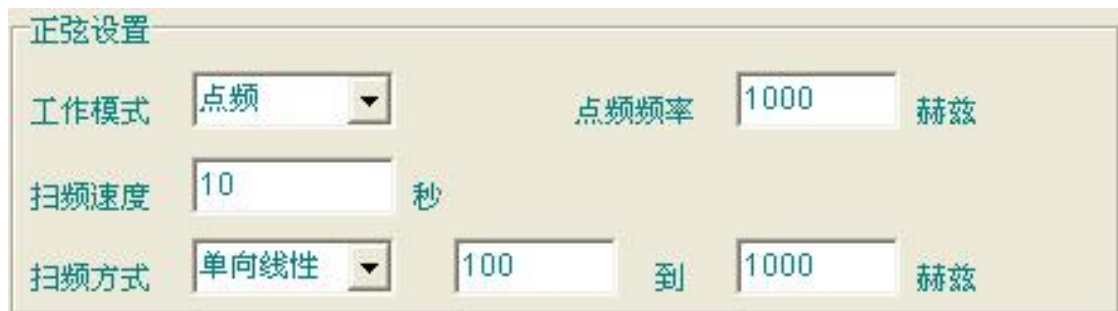 正弦设置
工作模式 点频 点频频率 1000 赫兹
扫频速度 10 秒
扫频方式 单向线性 100 到 1000 赫兹